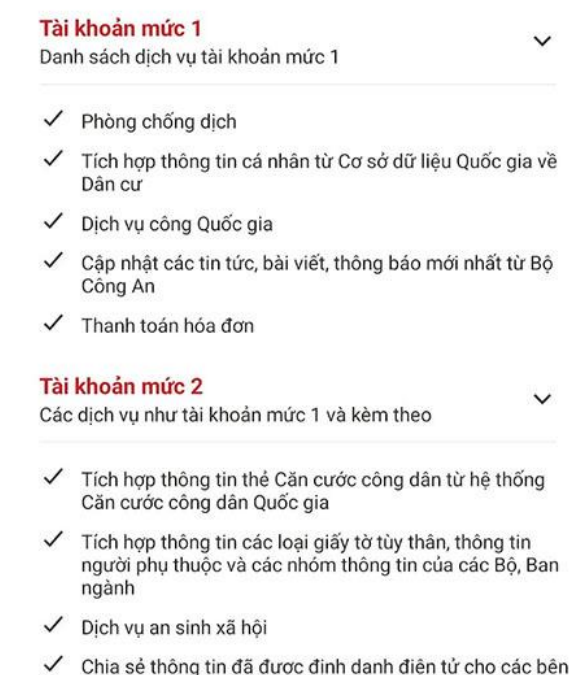 Tài khoản mức 1
Danh sách dịch vụ tài khoản mức 1
Phòng chống dịch
Tích hợp thông tin cá nhân từ Cơ sở dữ liệu Quốc gia về
Dân cư
Dịch vụ công Quốc gia
Cập nhật các tin tức, bài viết, thông báo mới nhất từ Bộ
Công An
Thanh toán hóa đơn
Tài khoản mức 2
Các dịch vụ như tài khoản mức 1 và kèm theo
Tích hợp thông tin thẻ Căn cước công dân từ hệ thống
Căn cước công dân Quốc gia
Tích hợp thông tin các loại giấy tờ tùy thân, thông tin
người phụ thuộc và các nhóm thông tin của các Bộ, Ban
ngành
Dịch vụ an sinh xã hội
Chia sẻ thông tin đã được định danh điện tử cho các bên